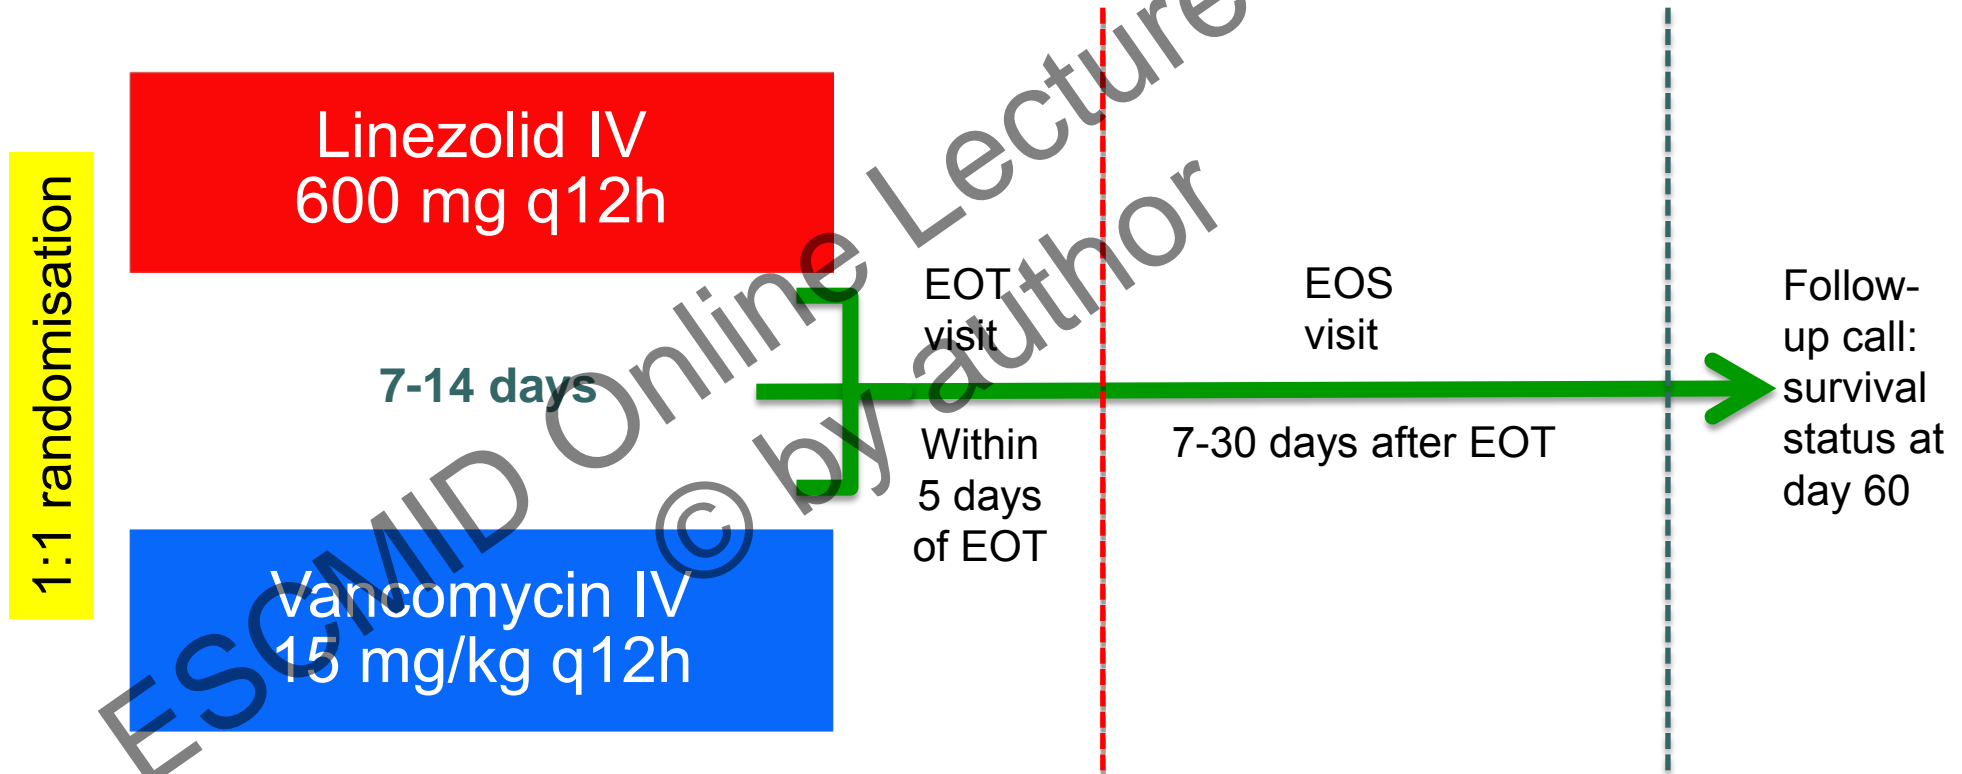 1:1 randomisation
Linezolid IV
600 mg q12h
7-14 days
Vancomycin IV
15 mg/kg q12h
EOT
visit
Within
5 days
of EOT
EOS
visit
7-30 days after EOT
Follow-
up call:
survival
status at
day 60
ESCMID Online Lecture
© by author